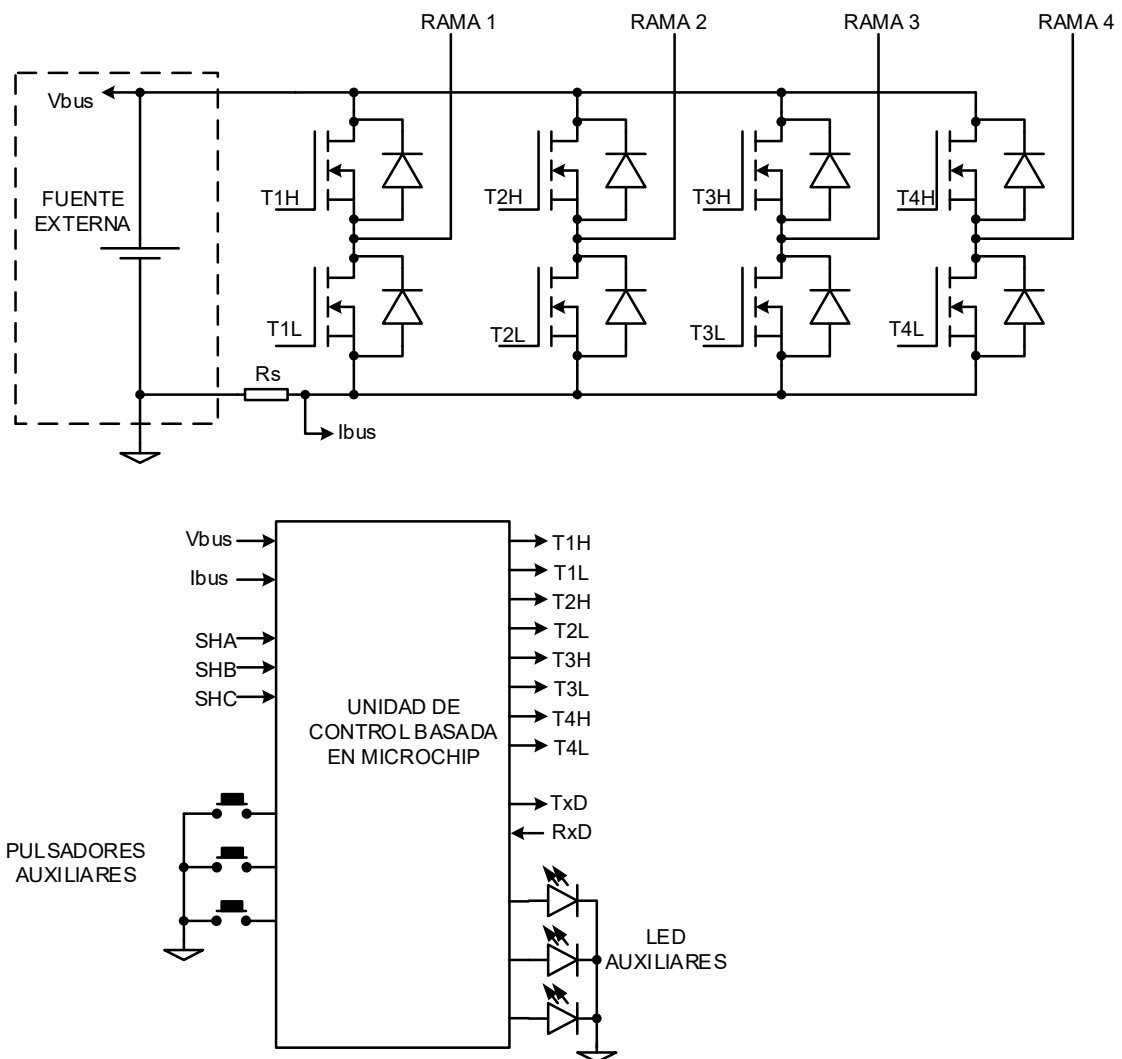 RAMA 1
RAMA 2
RAMA 3
RAMA 4
Vbus
FUENTE
EXTERNA
T1H
T2H
T3H
T4H
T1L
T2L
T3L
T4L
Rs
Ibus
Vbus
Ibus
SHA
SHB
SHC
UNIDAD DE
CONTROL BASADA
EN MICROCHIP
T1H
T1L
T2H
T2L
T3H
T3L
T4H
T4L
TxD
RxD
PULSADORES
AUXILIARES
LED
AUXILIARES